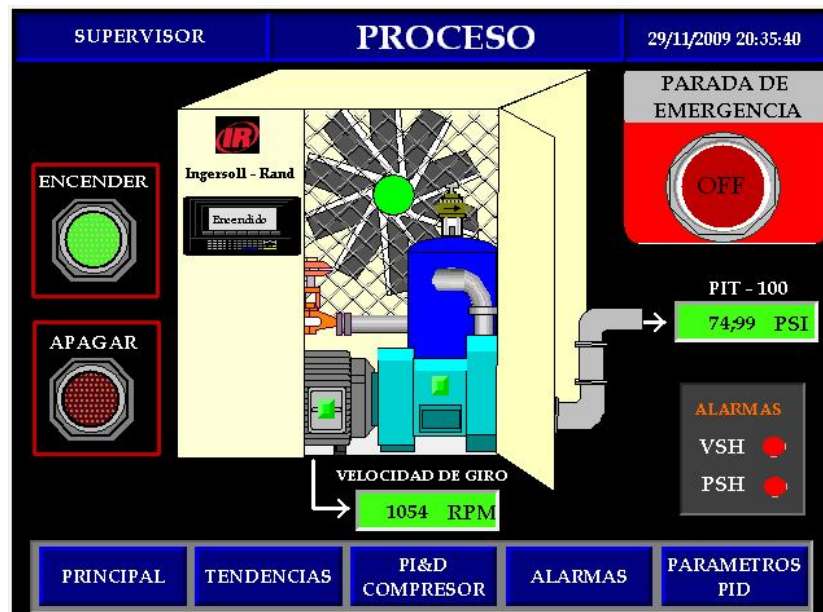 SUPERVISOR
PROCESO
29/11/2009 20:35:40
PARADA DE
EMERGENCIA
OFF
IR
Ingersoll - Rand
Encendido
ENCENDER
APAGAR
PIT - 100
74,99 PSI
ALARMAS
VSH
PSH
VELOCIDAD DE GIRO
1054 RPM
PRINCIPAL
TENDENCIAS
PI&D
COMPRESOR
ALARMAS
PARAMETROS
PID